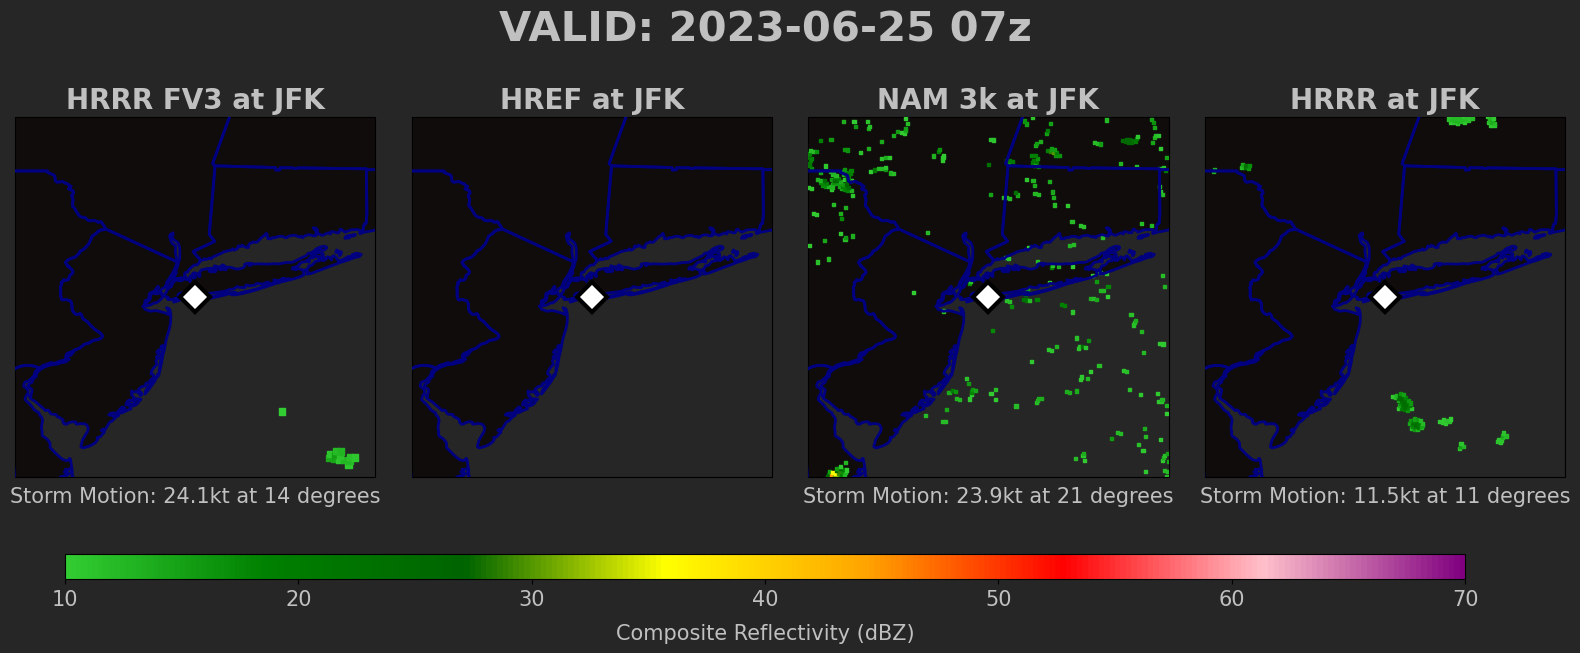 VALID: 2023-06-25 07z
HRRR FV3 at JFK
HREF at JFK
NAM 3k at JFK
HRRR at JFK
Storm Motion: 24.1kt at 14 degrees
Storm Motion: 23.9kt at 21 degrees
Storm Motion: 11.5kt at 11 degrees
10 20 30 40 50 60 70
Composite Reflectivity (dBZ)